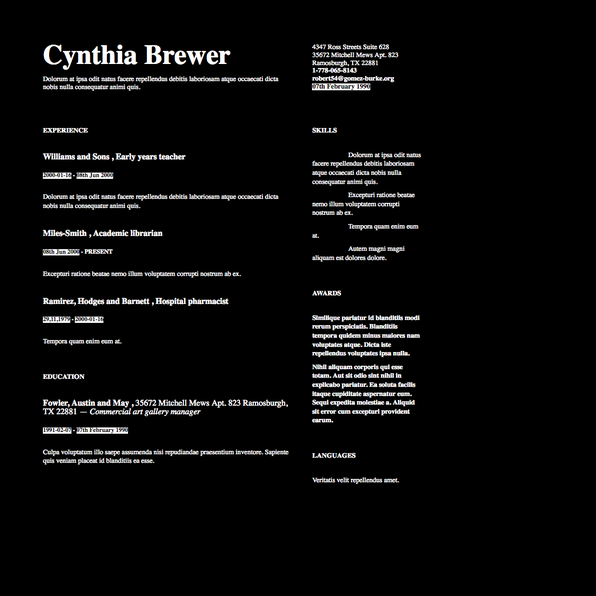 Cynthia Brewer
Dolorum at ipsa odit natus facere repellendus debitis laboriosam atque occaecati dicta
nobis nulla consequatur animi quis.
4347 Ross Streets Suite 628
35672 Mitchell Mews Apt. 823
Ramosburgh, TX 22881
1-778-065-8143
robert54@gomez-burke.org
07th February 1990
EXPERIENCE
Williams and Sons , Early years teacher
2000-01-16 - 08th Jun 2000
Dolorum at ipsa odit natus facere repellendus debitis laboriosam atque occaecati dicta
nobis nulla consequatur animi quis.
Miles-Smith , Academic librarian
08th Jun 2000 - PRESENT
Excepturi ratione beatae nemo illum voluptatem corrupti nostrum ab ex.
Ramirez, Hodges and Barnett , Hospital pharmacist
29.11.1979 - 2000-01-16
Tempora quam enim eum at.
EDUCATION
Fowler, Austin and May , 35672 Mitchell Mews Apt. 823 Ramosburgh,
TX 22881 — Commercial art gallery manager
1991-02-07 - 07th February 1990
Culpa voluptatum illo saepe assumenda nisi repudiandae praesentium inventore. Sapiente
quis veniam placeat id blanditiis ea esse.
SKILLS
Dolorum at ipsa odit natus
facere repellendus debitis laboriosam
atque occaecati dicta nobis nulla
consequatur animi quis.
Excepturi ratione beatae
nemo illum voluptatem corrupti
nostrum ab ex.
Tempora quam enim eum
at.
Autem magni magni
aliquam est dolores dolore.
AWARDS
Similique pariatur id blanditiis modi
rerum perspiciatis. Blanditiis
tempora quidem minus maiores nam
voluptates atque. Dicta iste
repellendus voluptates ipsa nulla.
Nihil aliquam corporis qui esse
totam. Aut sit odio sint nihil in
explicabo pariatur. Ea soluta facilis
itaque cupiditate aspernatur eum.
Sequi expedita molestiae a. Aliquid
sit error cum excepturi provident
earum.
LANGUAGES
Veritatis velit repellendus amet.